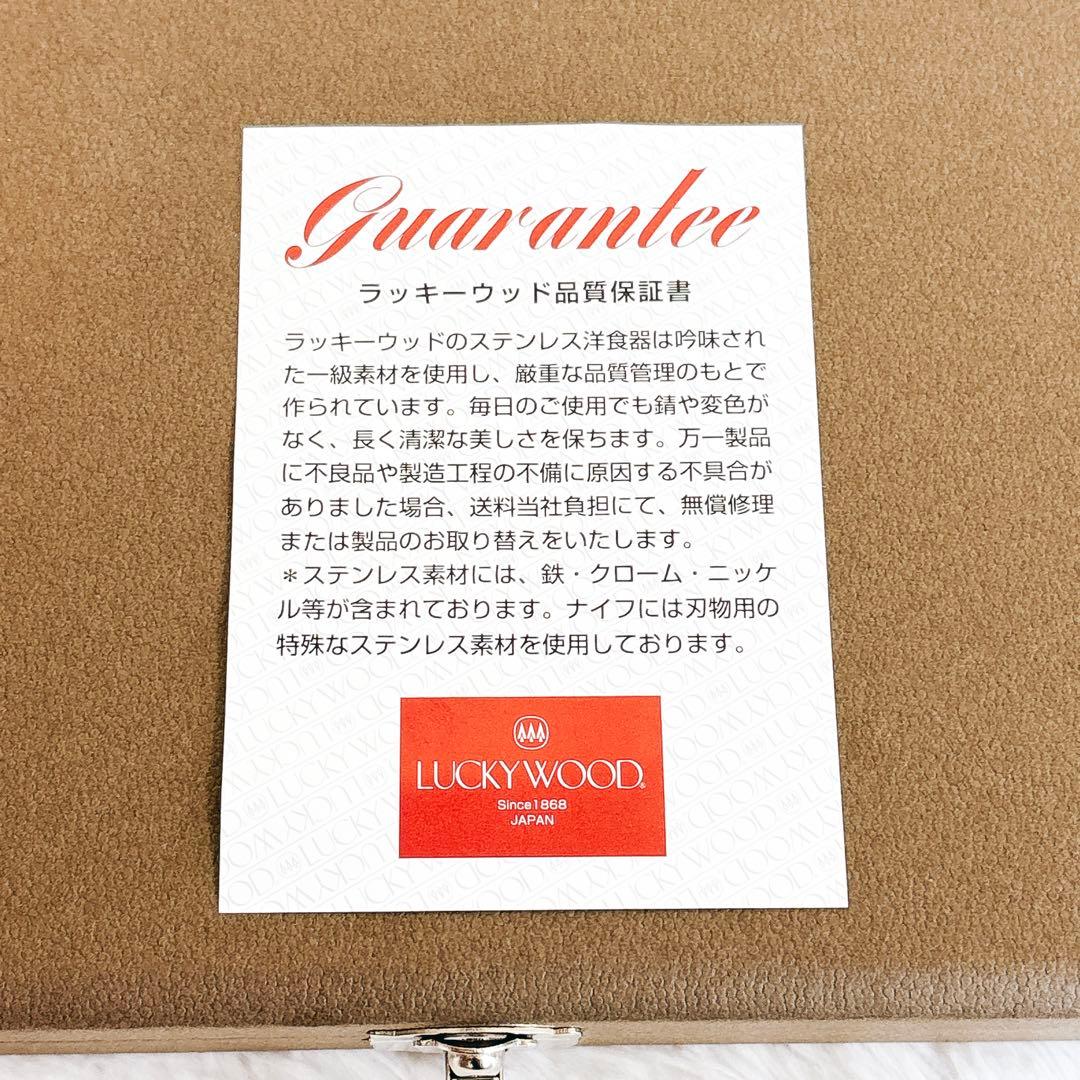 Guarantee
ラッキーウッド品質保証書
ラッキーウッドのステンレス洋食器は吟味され
た一級素材を使用し、厳重な品質管理のもとで
作られています。毎日のご使用でも錆や変色が
なく、長く清潔な美しさを保ちます。万一製品
に不良品や製造工程の不備に原因する不具合が
ありました場合、送料当社負担にて、無償修理
または製品のお取り替えをいたします。
＊ステンレス素材には、鉄・クローム・ニッケ
ル等が含まれております。ナイフには刃物用の
特殊なステンレス素材を使用しております。
LUCKYWOOD®
Since1868
JAPAN